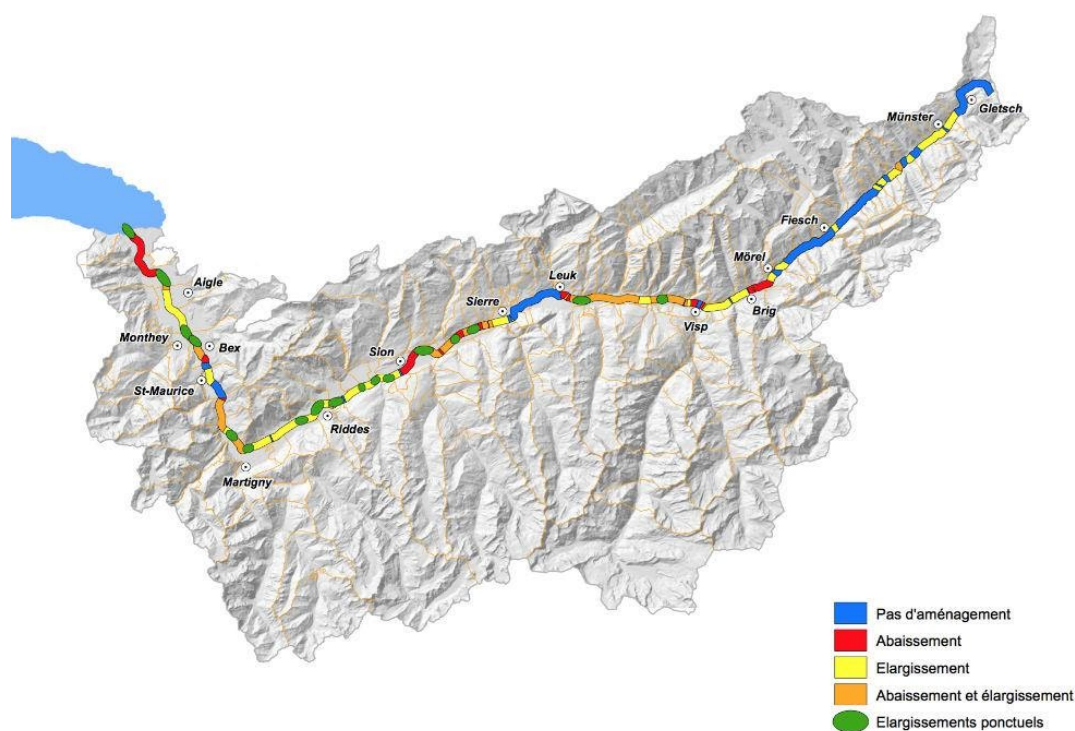 Gletsch
Münster
Fiesch
Mörel
Leuk
Aigle
Brig
Sierre
Visp
Monthey
Bex
Sion
St-Maurice
Riddes
Martigny
Pas d'aménagement
Abaissement
Elargissement
Abaissement et élargissement
Elargissements ponctuels